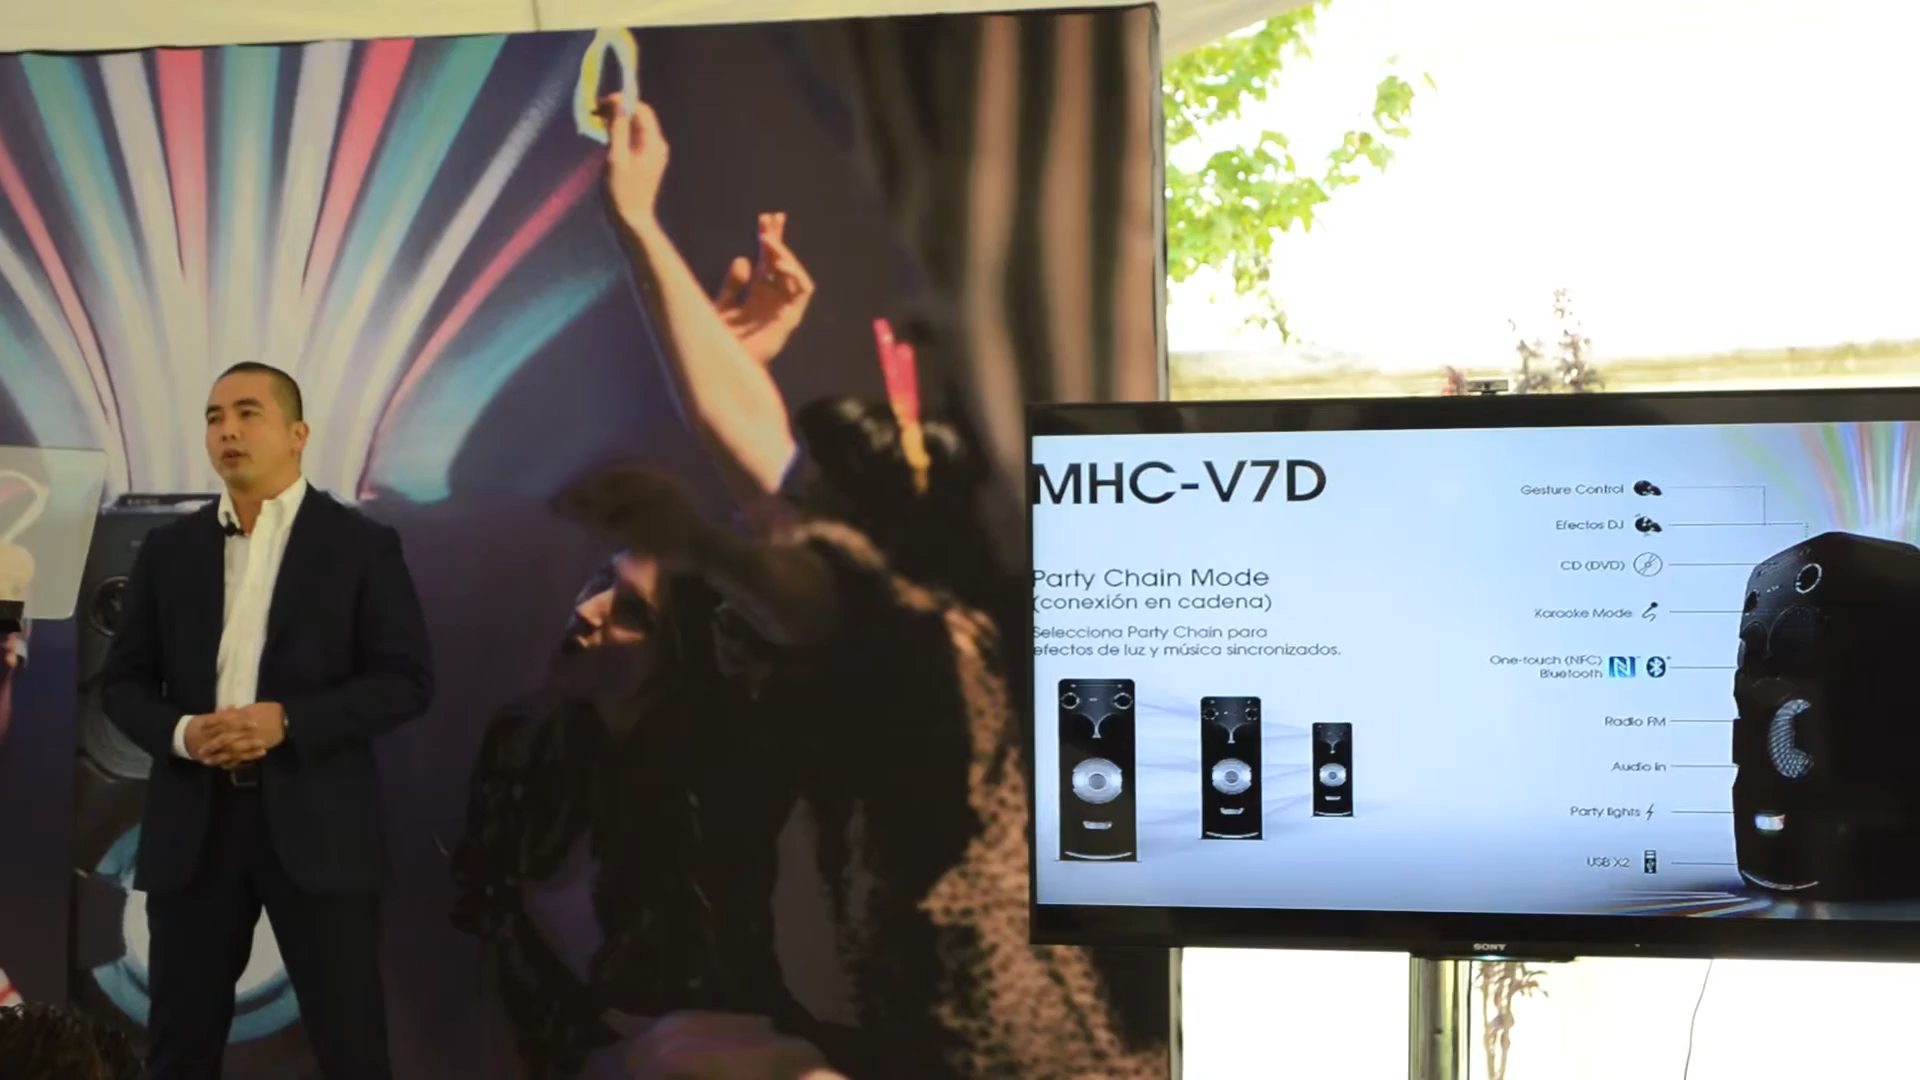 MHC-V7D
Party Chain Mode
(conexión en cadena)
Selecciona Party Chain para
efectos de luz y música sincronizados.
Gesture Control
Efectos DJ
CD (DVD)
Karaoke Mode
One-touch (NFC)
Bluetooth
Radio FM
Audio in
Party lights
USB X2
SONY